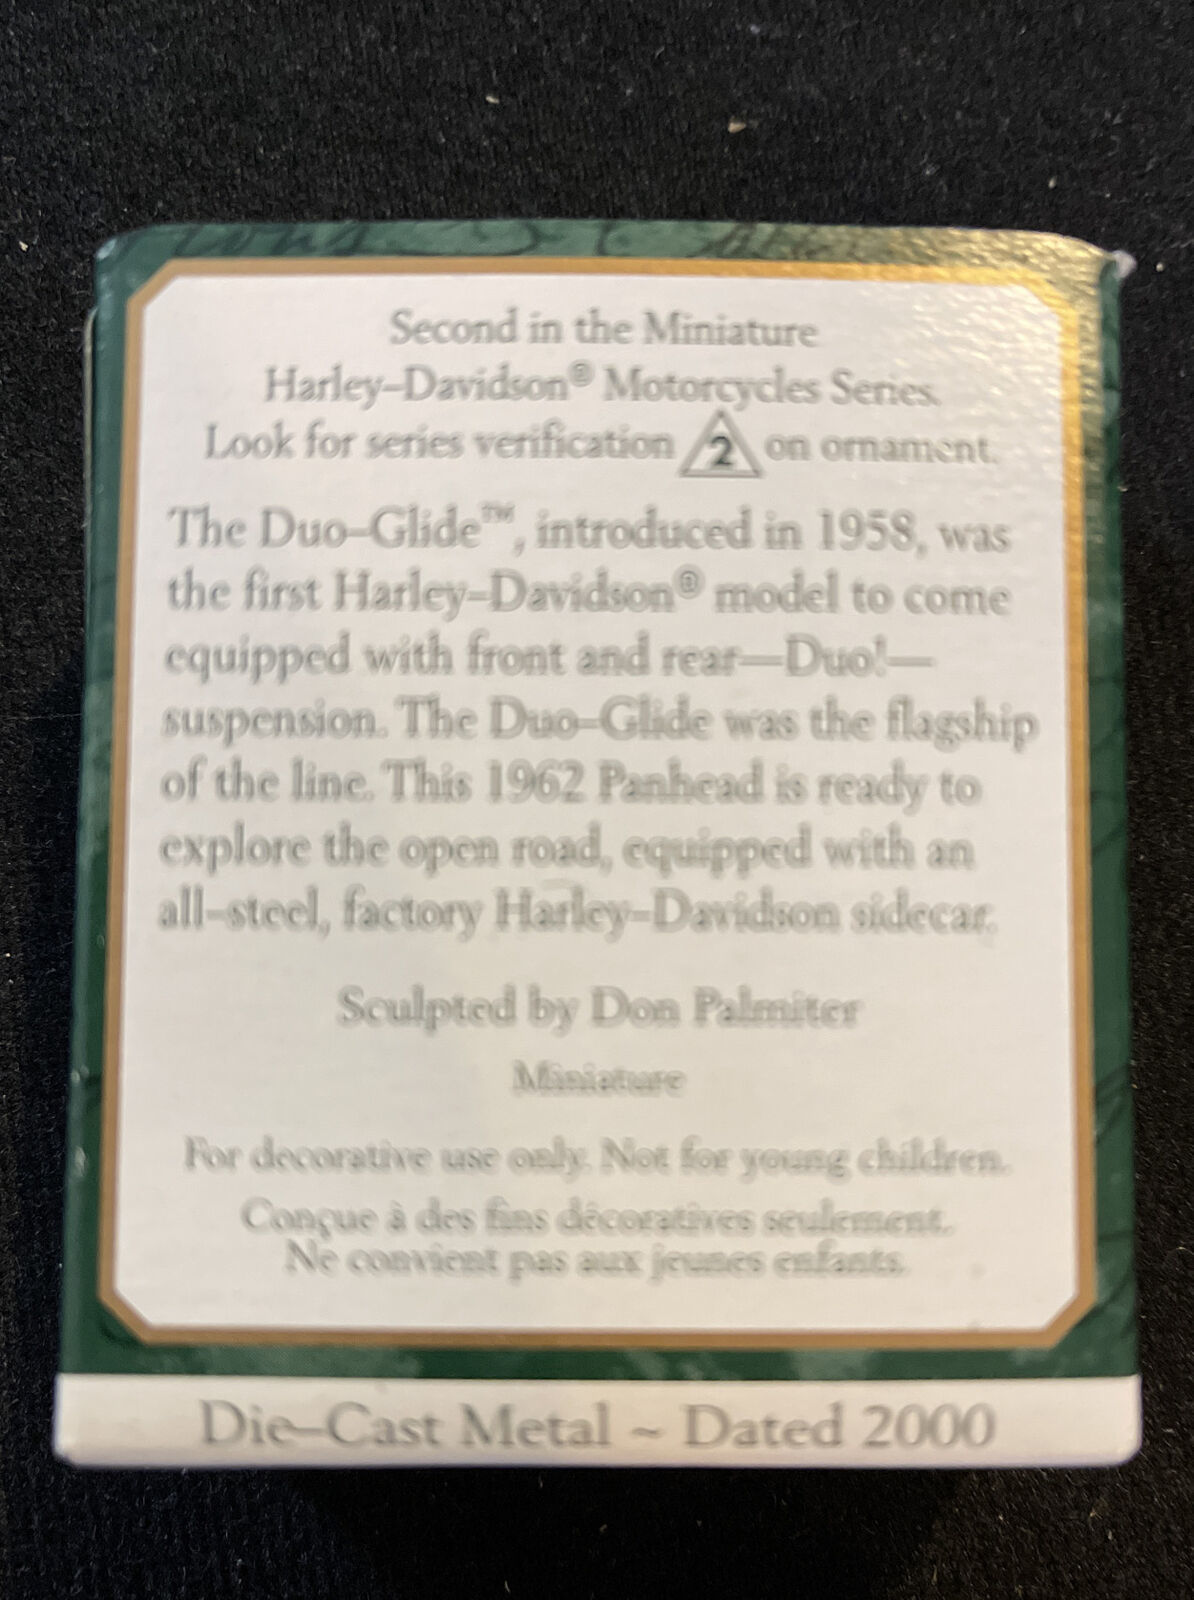 Second in the Miniature
Harley–Davidson® Motorcycles Series.
Look for series verification 2 on ornament.
The Duo–Glide™, introduced in 1958, was
the first Harley–Davidson® model to come
equipped with front and rear—Duo!—
suspension. The Duo–Glide was the flagship
of the line. This 1962 Panhead is ready to
explore the open road, equipped with an
all–steel, factory Harley–Davidson sidecar.
Sculpted by Don Palmiter
Miniature
For decorative use only. Not for young children.
Conçue à des fins décoratives seulement.
Ne convient pas aux jeunes enfants.
Die–Cast Metal ~ Dated 2000